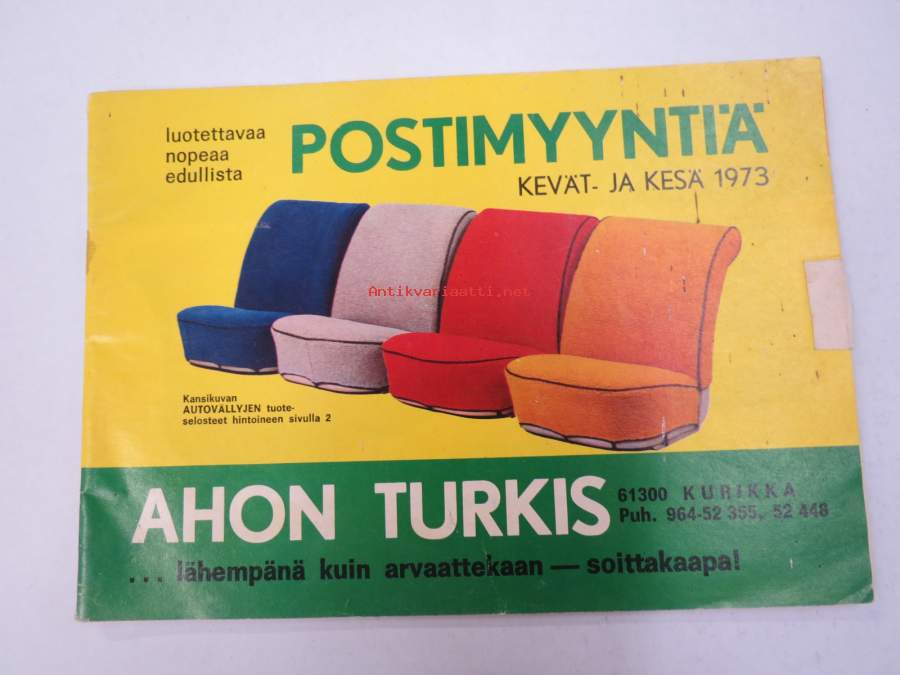 luotettavaa
nopeaa
edullista
POSTIMYYNTIÄ
KEVÄT- JA KESÄ 1973
Antikvariaatti.net
Kansikuvan
AUTOVÄLLYJEN tuote-
selosteet hintoineen sivulla 2
AHON TURKIS
61300 KURIKKA
Puh. 964-52 355, 52 448
... lähempänä kuin arvaattekaan — soittakaapa!